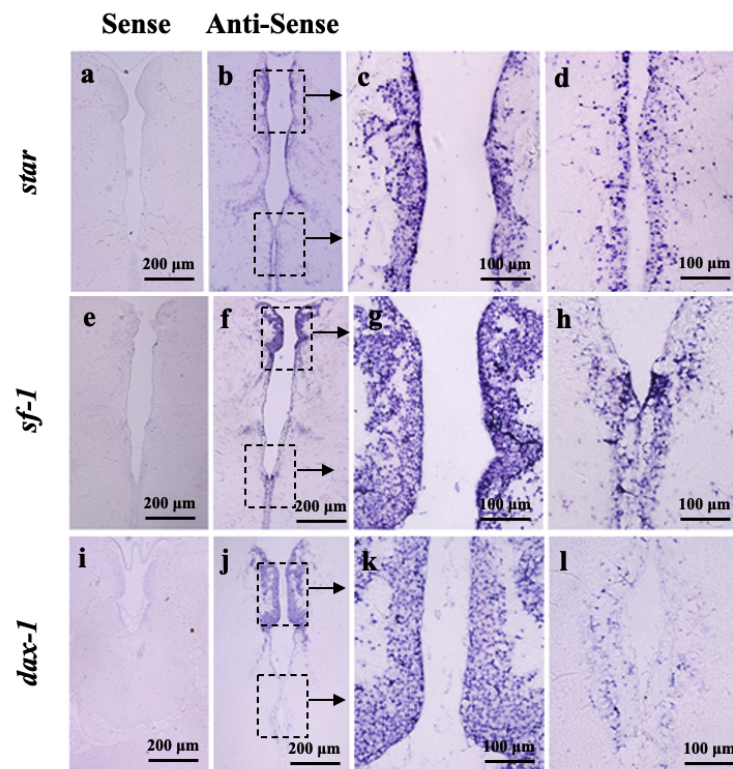 Sense Anti-Sense
star
a b c d
200 µm 100 µm 100 µm
sf-1
e f g h
200 µm 200 µm 100 µm 100 µm
dax-1
i j k l
200 µm 200 µm 100 µm 100 µm